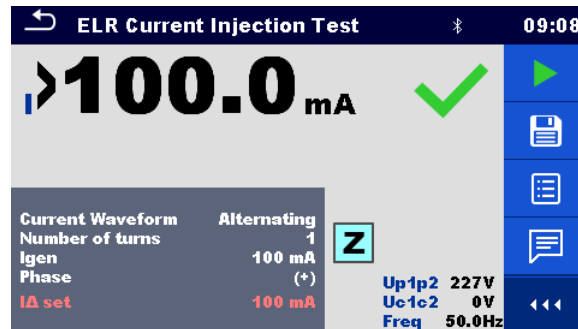 ELR Current Injection Test 09:08
I >100.0 mA
Current Waveform Alternating
Number of turns 1
Igen 100 mA
Phase (+)
IΔ set 100 mA
Z
Up1p2 227V
Uc1c2 0V
Freq 50.0Hz